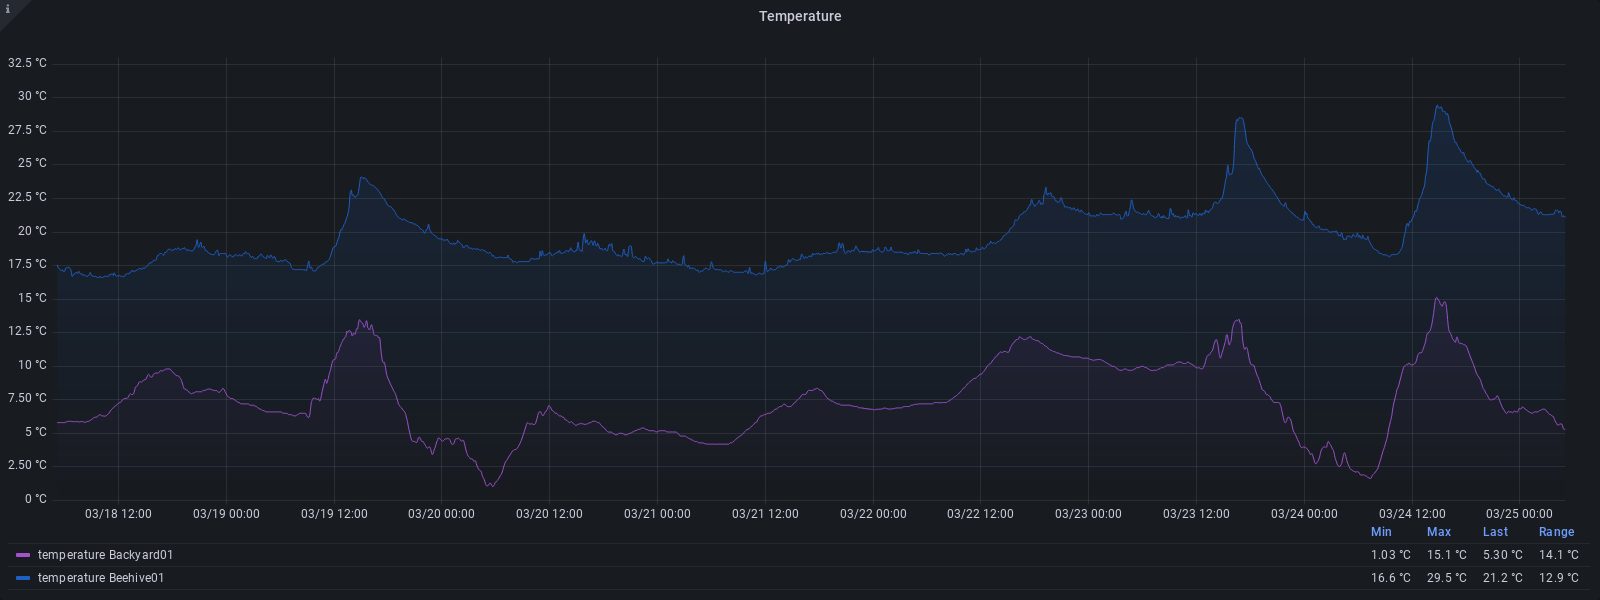 i
Temperature
32.5 °C
30 °C
27.5 °C
25 °C
22.5 °C
20 °C
17.5 °C
15 °C
12.5 °C
10 °C
7.50 °C
5 °C
2.50 °C
0 °C
03/18 12:00 03/19 00:00 03/19 12:00 03/20 00:00 03/20 12:00 03/21 00:00 03/21 12:00 03/22 00:00 03/22 12:00 03/23 00:00 03/23 12:00 03/24 00:00 03/24 12:00 03/25 00:00
Min Max Last Range
temperature Backyard01 1.03 °C 15.1 °C 5.30 °C 14.1 °C
temperature Beehive01 16.6 °C 29.5 °C 21.2 °C 12.9 °C